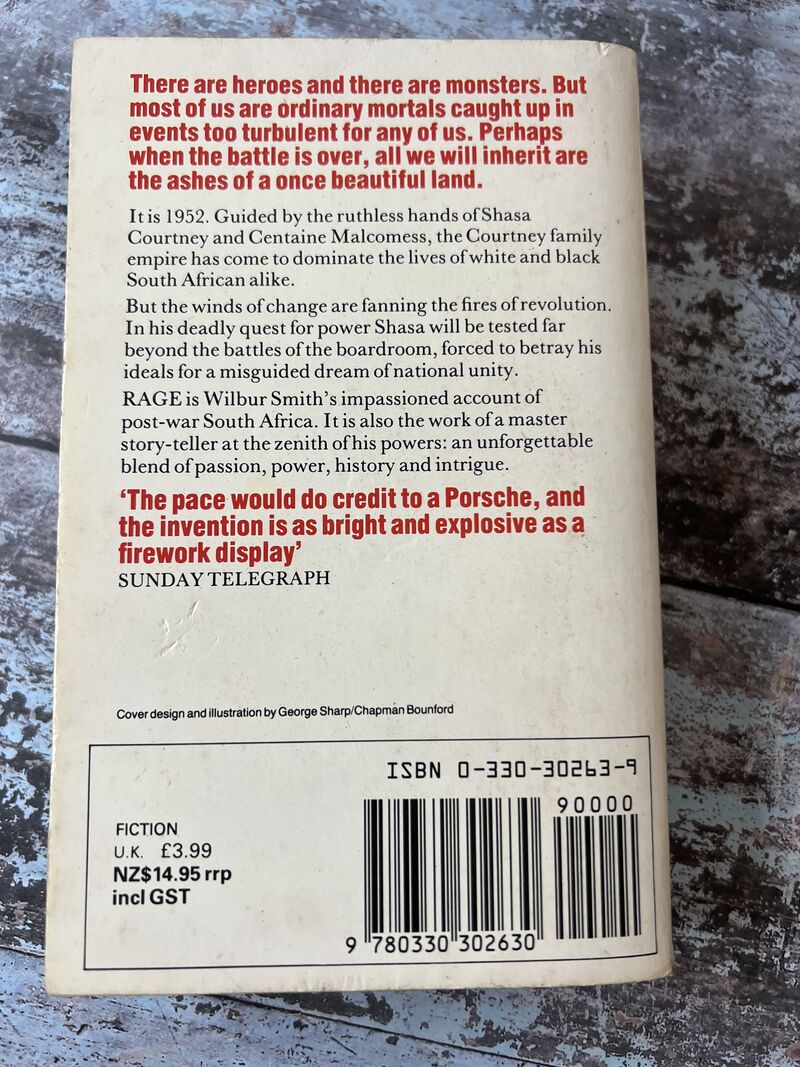 There are heroes and there are monsters. But
most of us are ordinary mortals caught up in
events too turbulent for any of us. Perhaps
when the battle is over, all we will inherit are
the ashes of a once beautiful land.
It is 1952. Guided by the ruthless hands of Shasa
Courtney and Centaine Malcomess, the Courtney family
empire has come to dominate the lives of white and black
South African alike.
But the winds of change are fanning the fires of revolution.
In his deadly quest for power Shasa will be tested far
beyond the battles of the boardroom, forced to betray his
ideals for a misguided dream of national unity.
RAGE is Wilbur Smith's impassioned account of
post-war South Africa. It is also the work of a master
story-teller at the zenith of his powers: an unforgettable
blend of passion, power, history and intrigue.
‘The pace would do credit to a Porsche, and
the invention is as bright and explosive as a
firework display’
SUNDAY TELEGRAPH
Cover design and illustration by George Sharp/Chapman Bounford
ISBN 0-330-30263-9
90000
FICTION
U.K. £3.99
NZ$14.95 rrp
incl GST
9 780330 302630